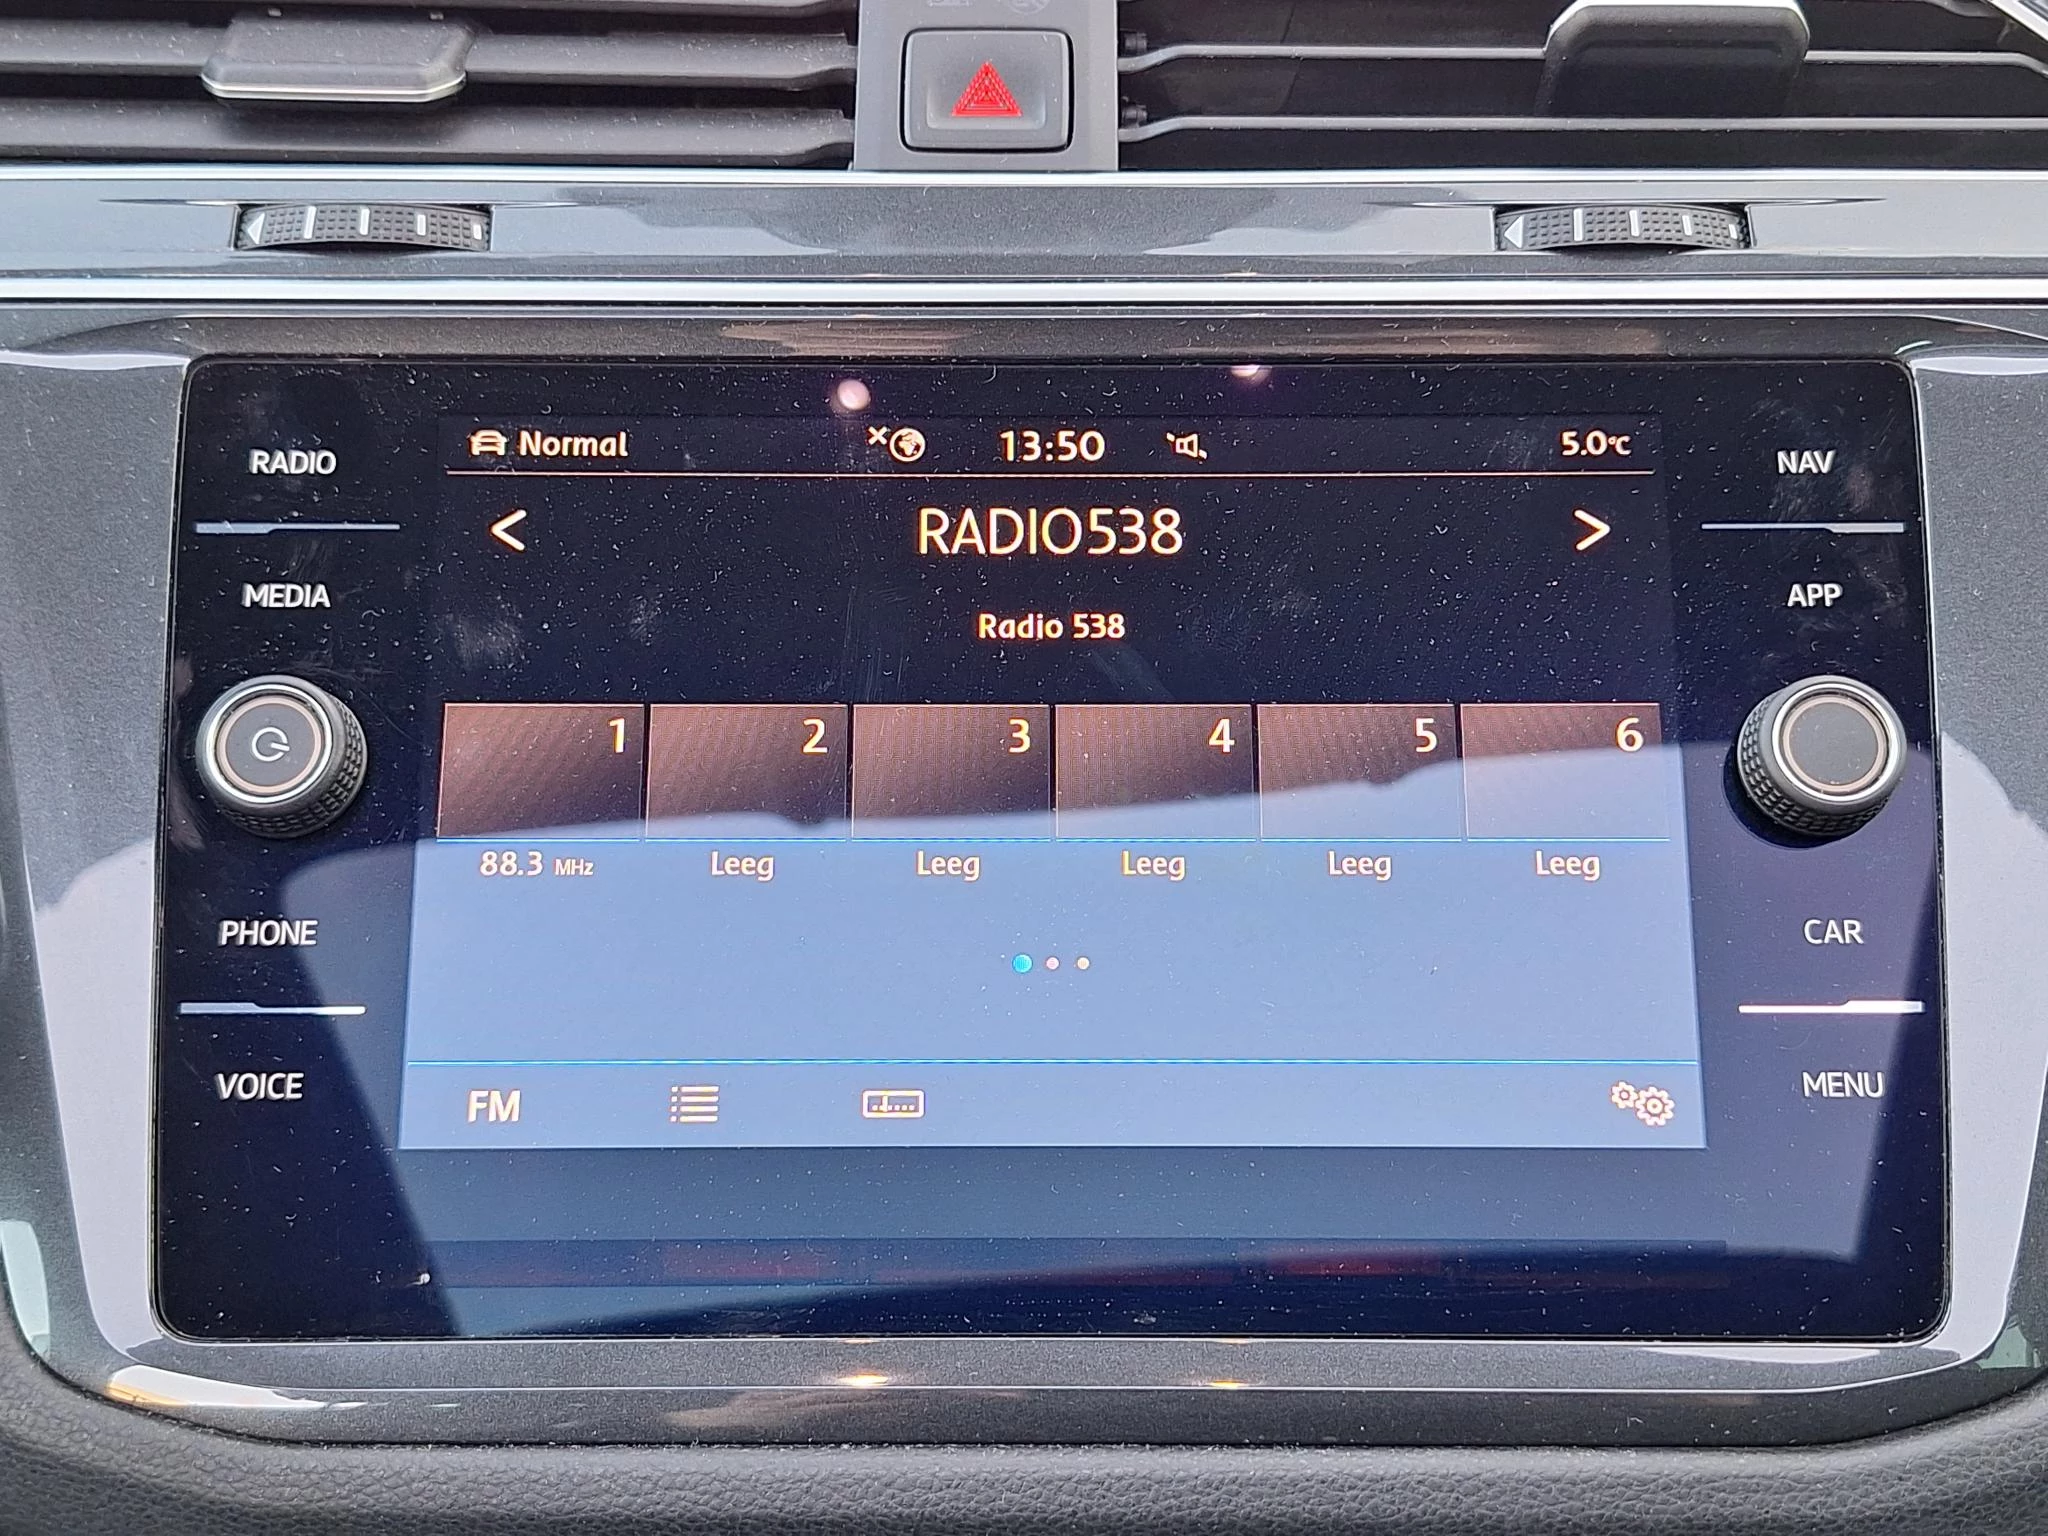 RADIO
MEDIA
PHONE
VOICE
Normal 13:50 5.0°C
< RADIO538 >
Radio 538
1 2 3 4 5 6
88.3 MHz Leeg Leeg Leeg Leeg Leeg
FM
NAV
APP
CAR
MENU